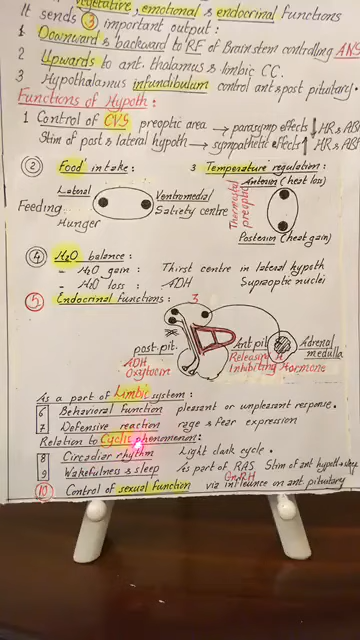 vegetative, emotional & endocrinal functions
It sends 3 important output:
1 Downward & backward to RF of Brainstem controlling ANS
2 Upwards to ant. thalamus & limbic CC.
3 Hypothalamus infundibulum control ant & post pituitary.
Functions of Hypoth:
1 Control of CVS preoptic area → parasymp effects ↓ HR & AB
Stim of post & lateral hypoth → sympathetic effects ↑ HR & AB
2 Food intake:
3 Temperature regulation:
Anterior (heat loss)
Lateral
Ventromedial
Feeding
Satiety centre
Hunger
Thermostat
preoptic
Posterior (heat gain)
4 H2O balance:
- H2O gain: Thirst centre in lateral hypoth
- H2O loss: ADH Supraoptic nuclei
5 Endocrinal functions:
3
post pit.
Ant pit
Adrenal
medulla
ADH
Oxytocin
Releasing H
Inhibiting Hormone
As a part of Limbic system:
6 Behavioral Function pleasant or unpleasant response.
7 Defensive reaction rage & fear expression
Relation to Cyclic phenomenon:
8 Circadian rhythm Light dark cycle.
9 Wakefulness & sleep As part of RAS Stim of ant hypoth → sleep
GnRH
10 Control of sexual function via influence on ant pituitary